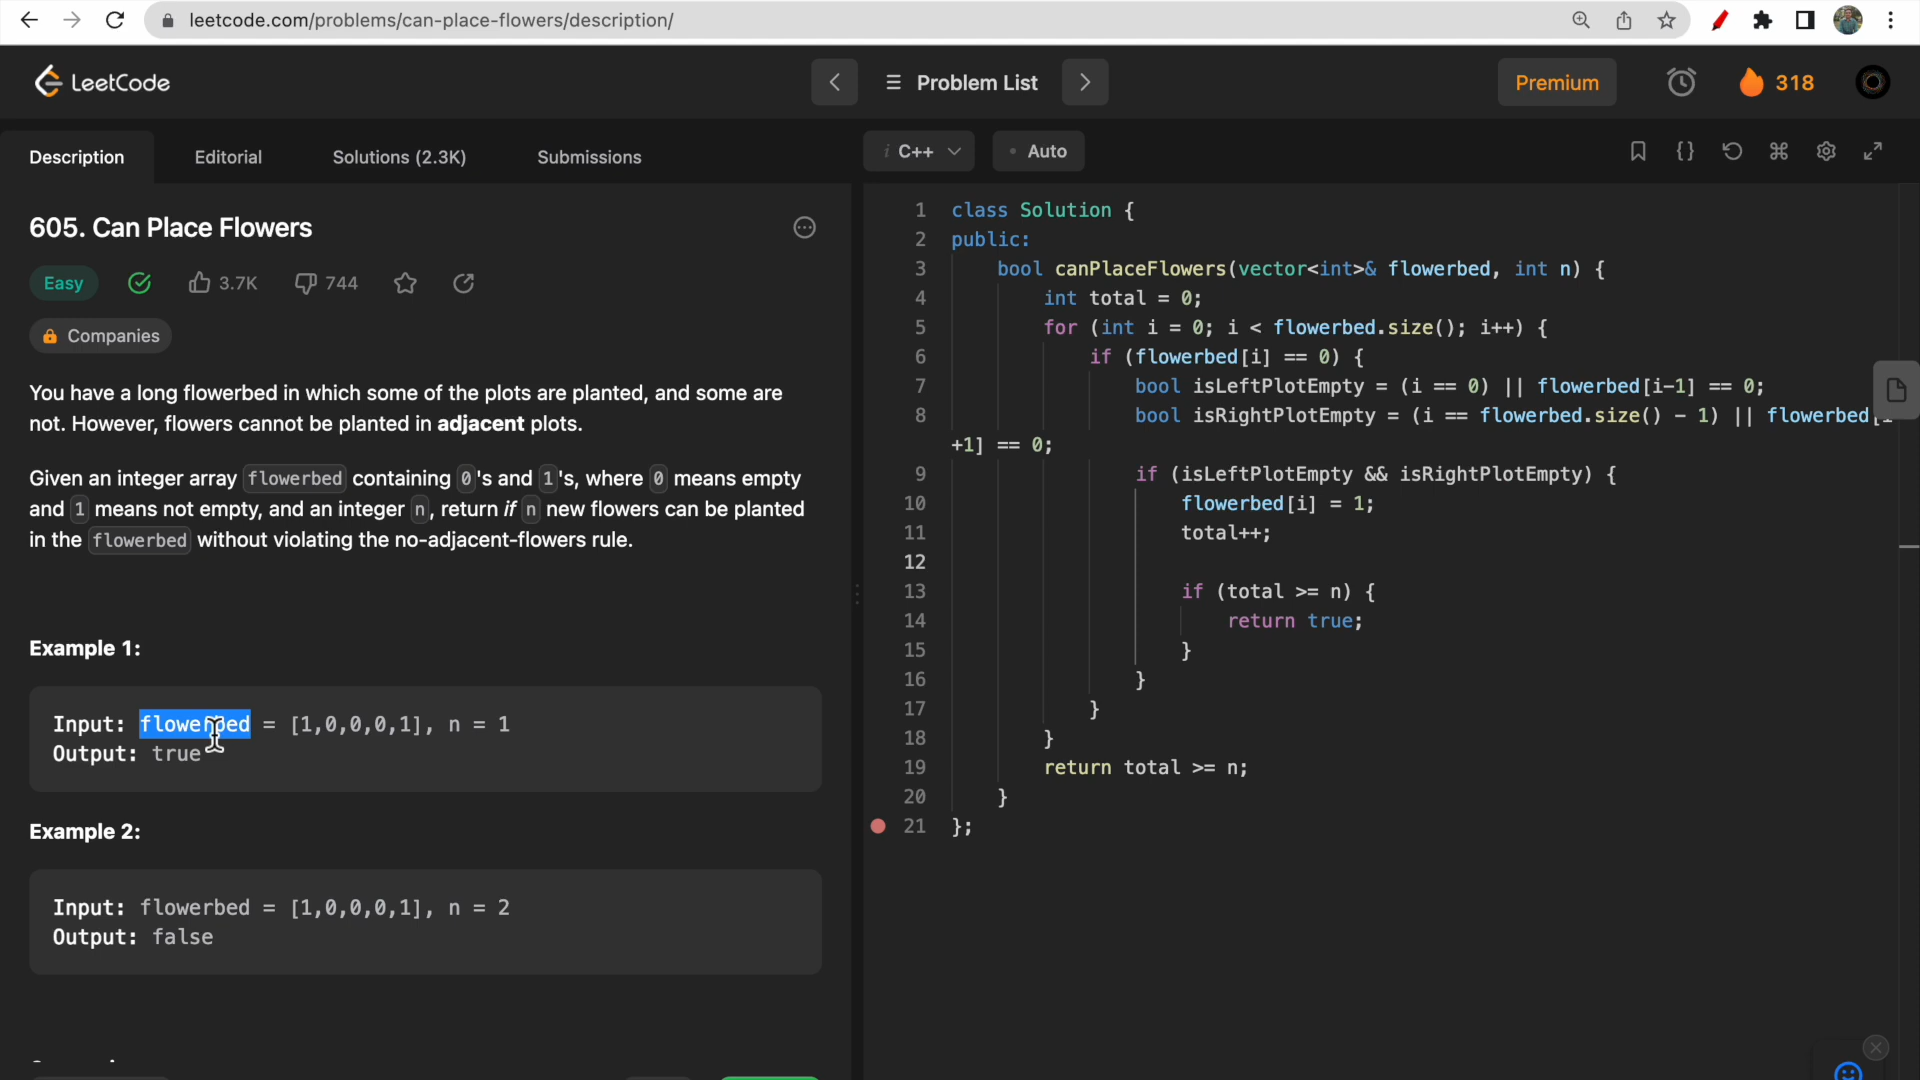 leetcode.com/problems/can-place-flowers/description/
LeetCode
Problem List
Premium
318
Description Editorial Solutions (2.3K) Submissions
605. Can Place Flowers
Easy 3.7K 744
Companies
You have a long flowerbed in which some of the plots are planted, and some are
not. However, flowers cannot be planted in adjacent plots.
Given an integer array flowerbed containing 0's and 1's, where 0 means empty
and 1 means not empty, and an integer n, return if n new flowers can be planted
in the flowerbed without violating the no-adjacent-flowers rule.
Example 1:
Input: flowerbed = [1,0,0,0,1], n = 1
Output: true
Example 2:
Input: flowerbed = [1,0,0,0,1], n = 2
Output: false
i C++ • Auto
1 class Solution {
2 public:
3 bool canPlaceFlowers(vector<int>& flowerbed, int n) {
4 int total = 0;
5 for (int i = 0; i < flowerbed.size(); i++) {
6 if (flowerbed[i] == 0) {
7 bool isLeftPlotEmpty = (i == 0) || flowerbed[i-1] == 0;
8 bool isRightPlotEmpty = (i == flowerbed.size() - 1) || flowerbed[i
+1] == 0;
9 if (isLeftPlotEmpty && isRightPlotEmpty) {
10 flowerbed[i] = 1;
11 total++;
12
13 if (total >= n) {
14 return true;
15 }
16 }
17 }
18 }
19 return total >= n;
20 }
21 };